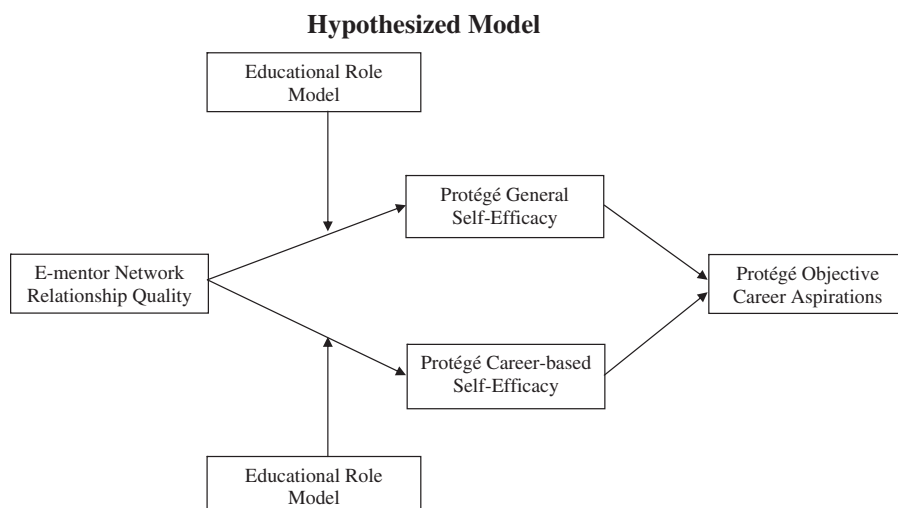 Hypothesized Model
Educational Role
Model
Protégé General
Self-Efficacy
E-mentor Network
Relationship Quality
Protégé Objective
Career Aspirations
Protégé Career-based
Self-Efficacy
Educational Role
Model